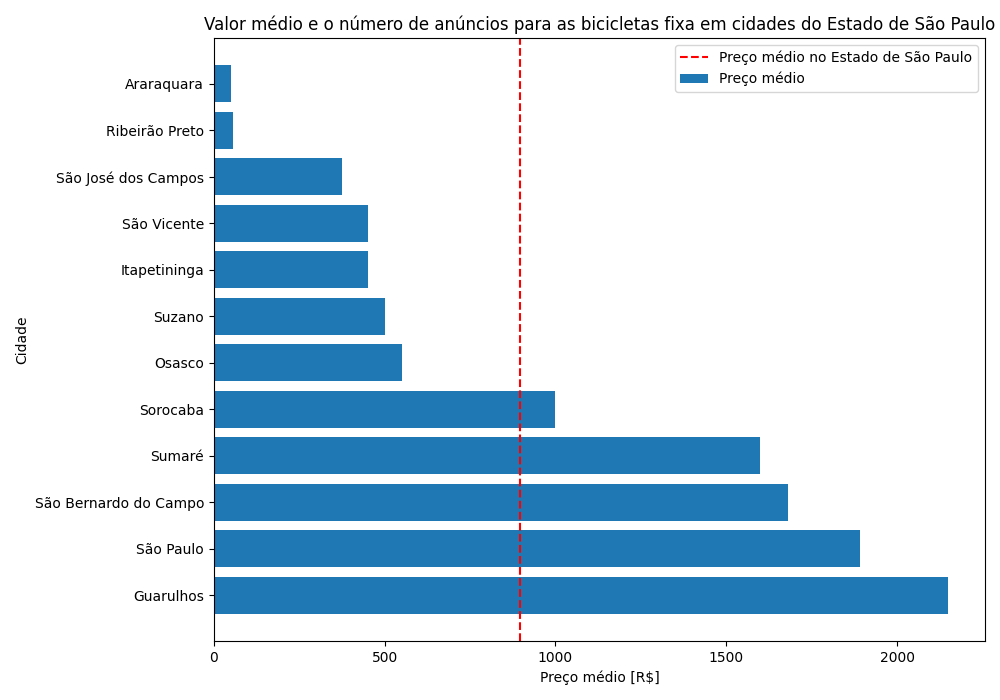 Valor médio e o número de anúncios para as bicicletas fixa em cidades do Estado de São Paulo
Preço médio no Estado de São Paulo
Preço médio
Cidade
Araraquara
Ribeirão Preto
São José dos Campos
São Vicente
Itapetininga
Suzano
Osasco
Sorocaba
Sumaré
São Bernardo do Campo
São Paulo
Guarulhos
0 500 1000 1500 2000
Preço médio [R$]